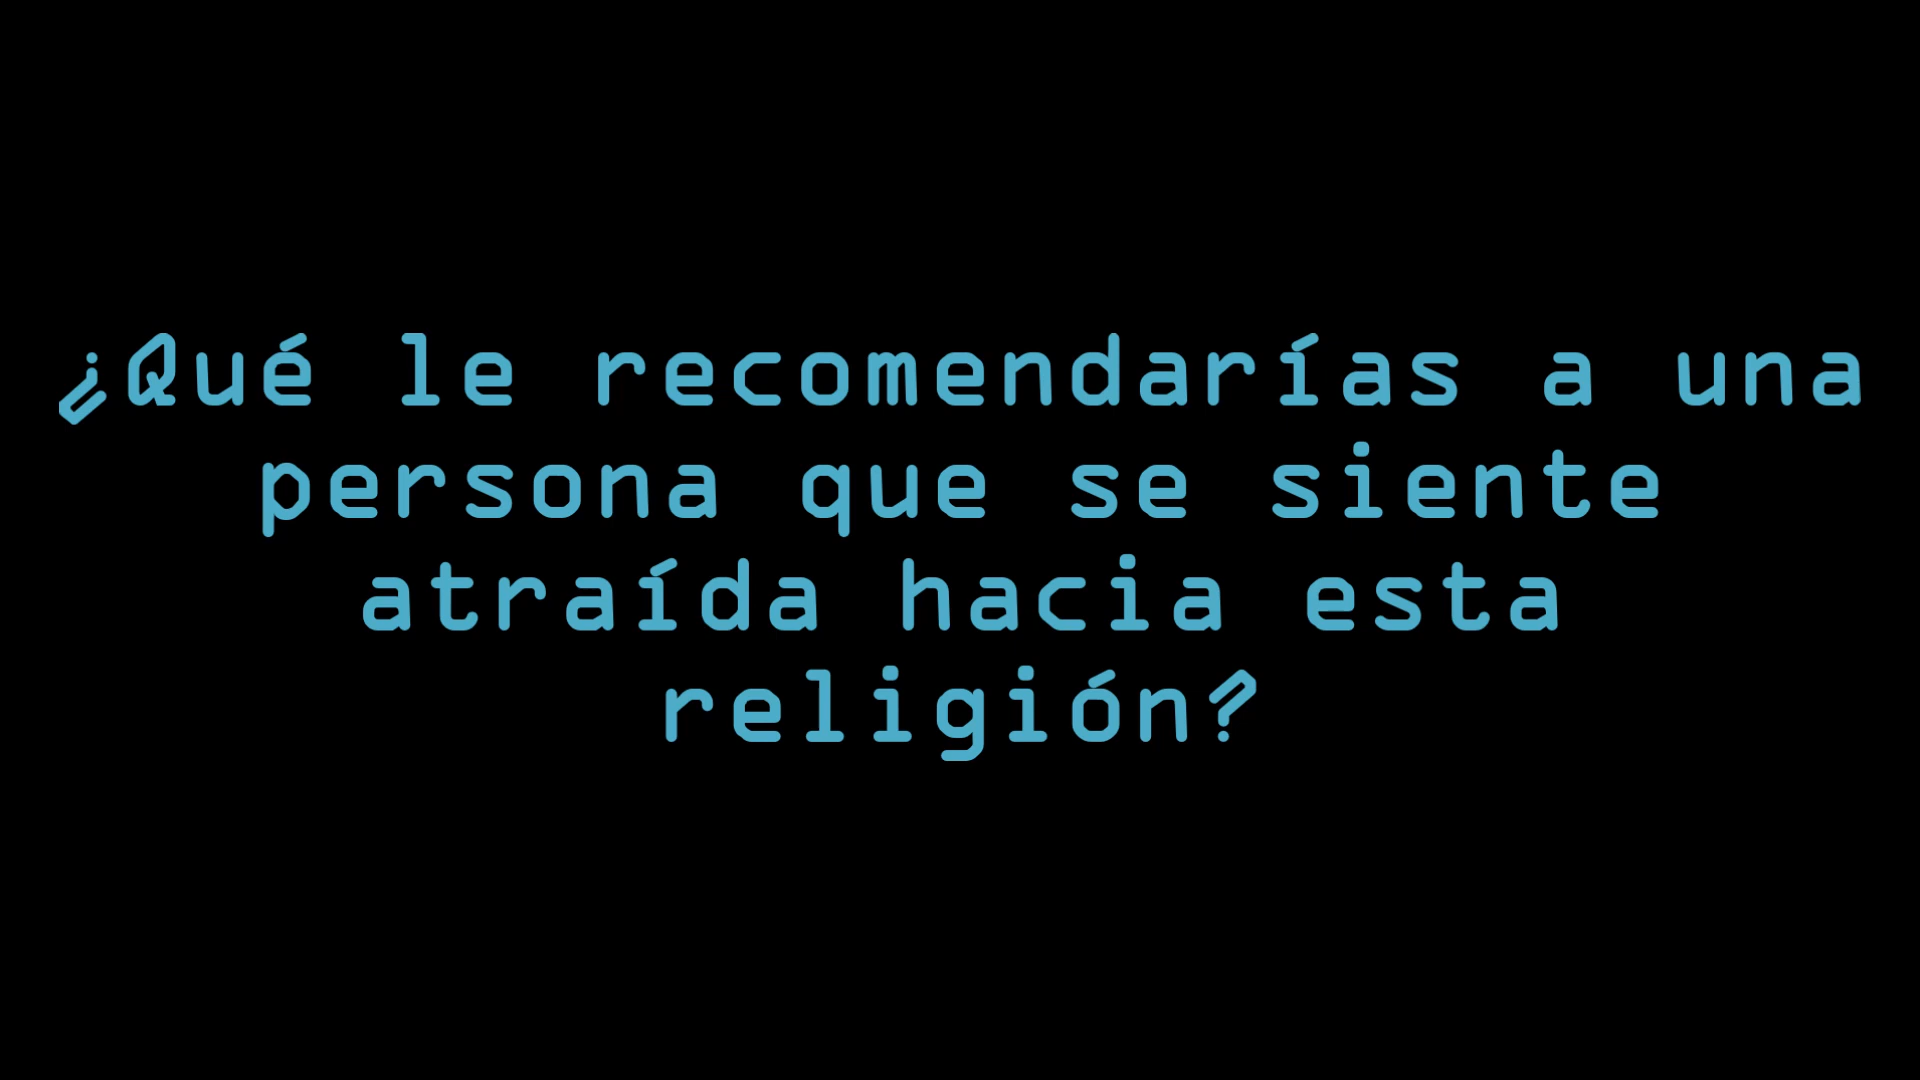 ¿Qué le recomendarías a una
persona que se siente
atraída hacia esta
religión?